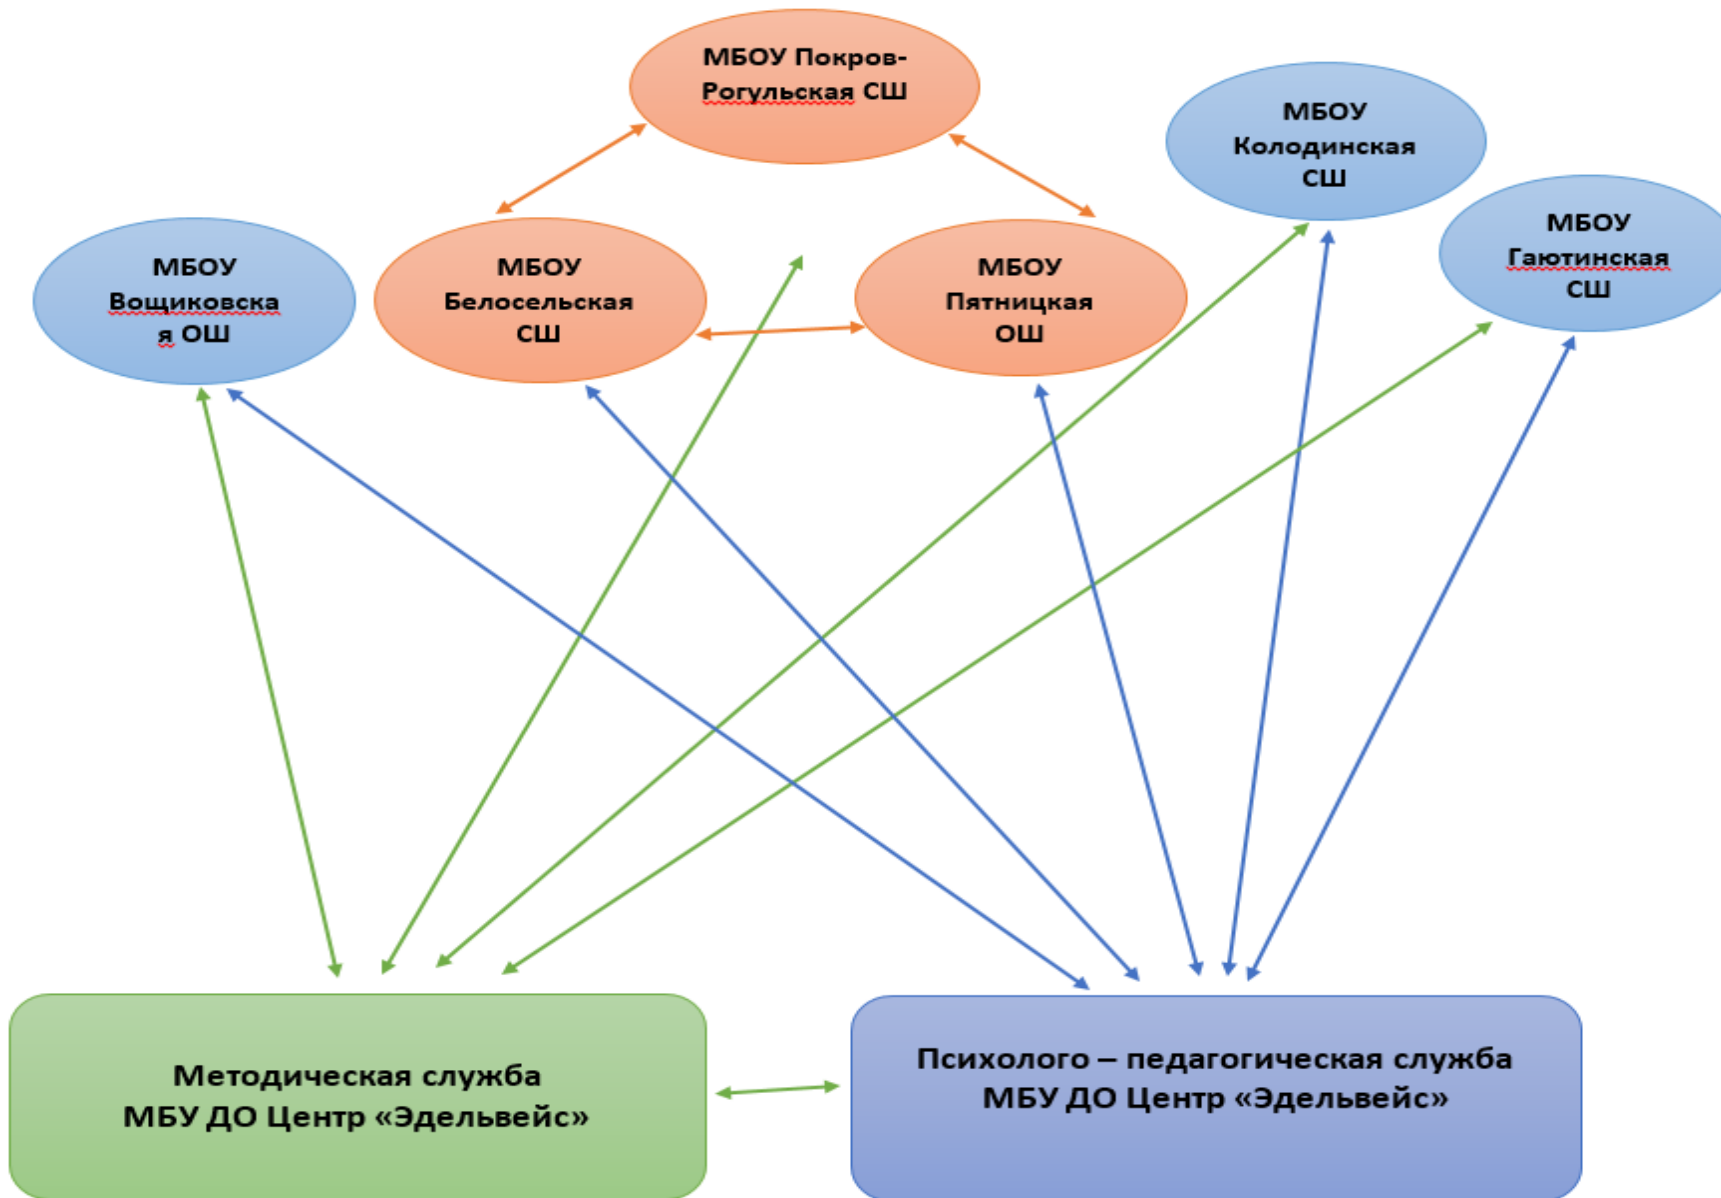 МБОУ Покров-
Рогульская СШ
МБОУ
Колодинская
СШ
МБОУ
Гаютинская
СШ
МБОУ
Вощиковска
я ОШ
МБОУ
Белосельская
СШ
МБОУ
Пятницкая
ОШ
Методическая служба
МБУ ДО Центр «Эдельвейс»
Психолого – педагогическая служба
МБУ ДО Центр «Эдельвейс»